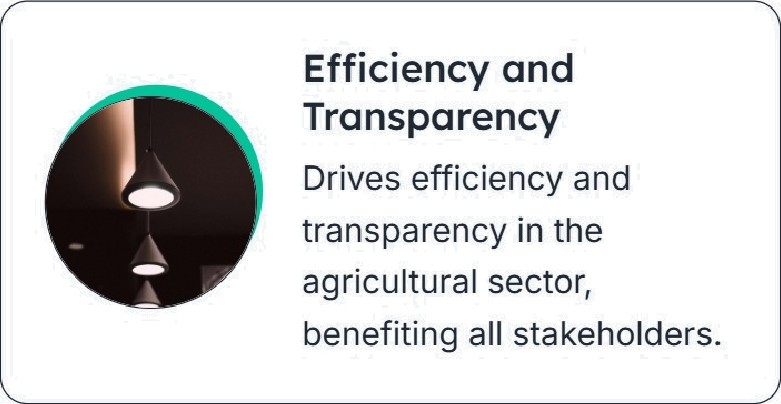 Efficiency and
Transparency
Drives efficiency and
transparency in the
agricultural sector,
benefiting all stakeholders.